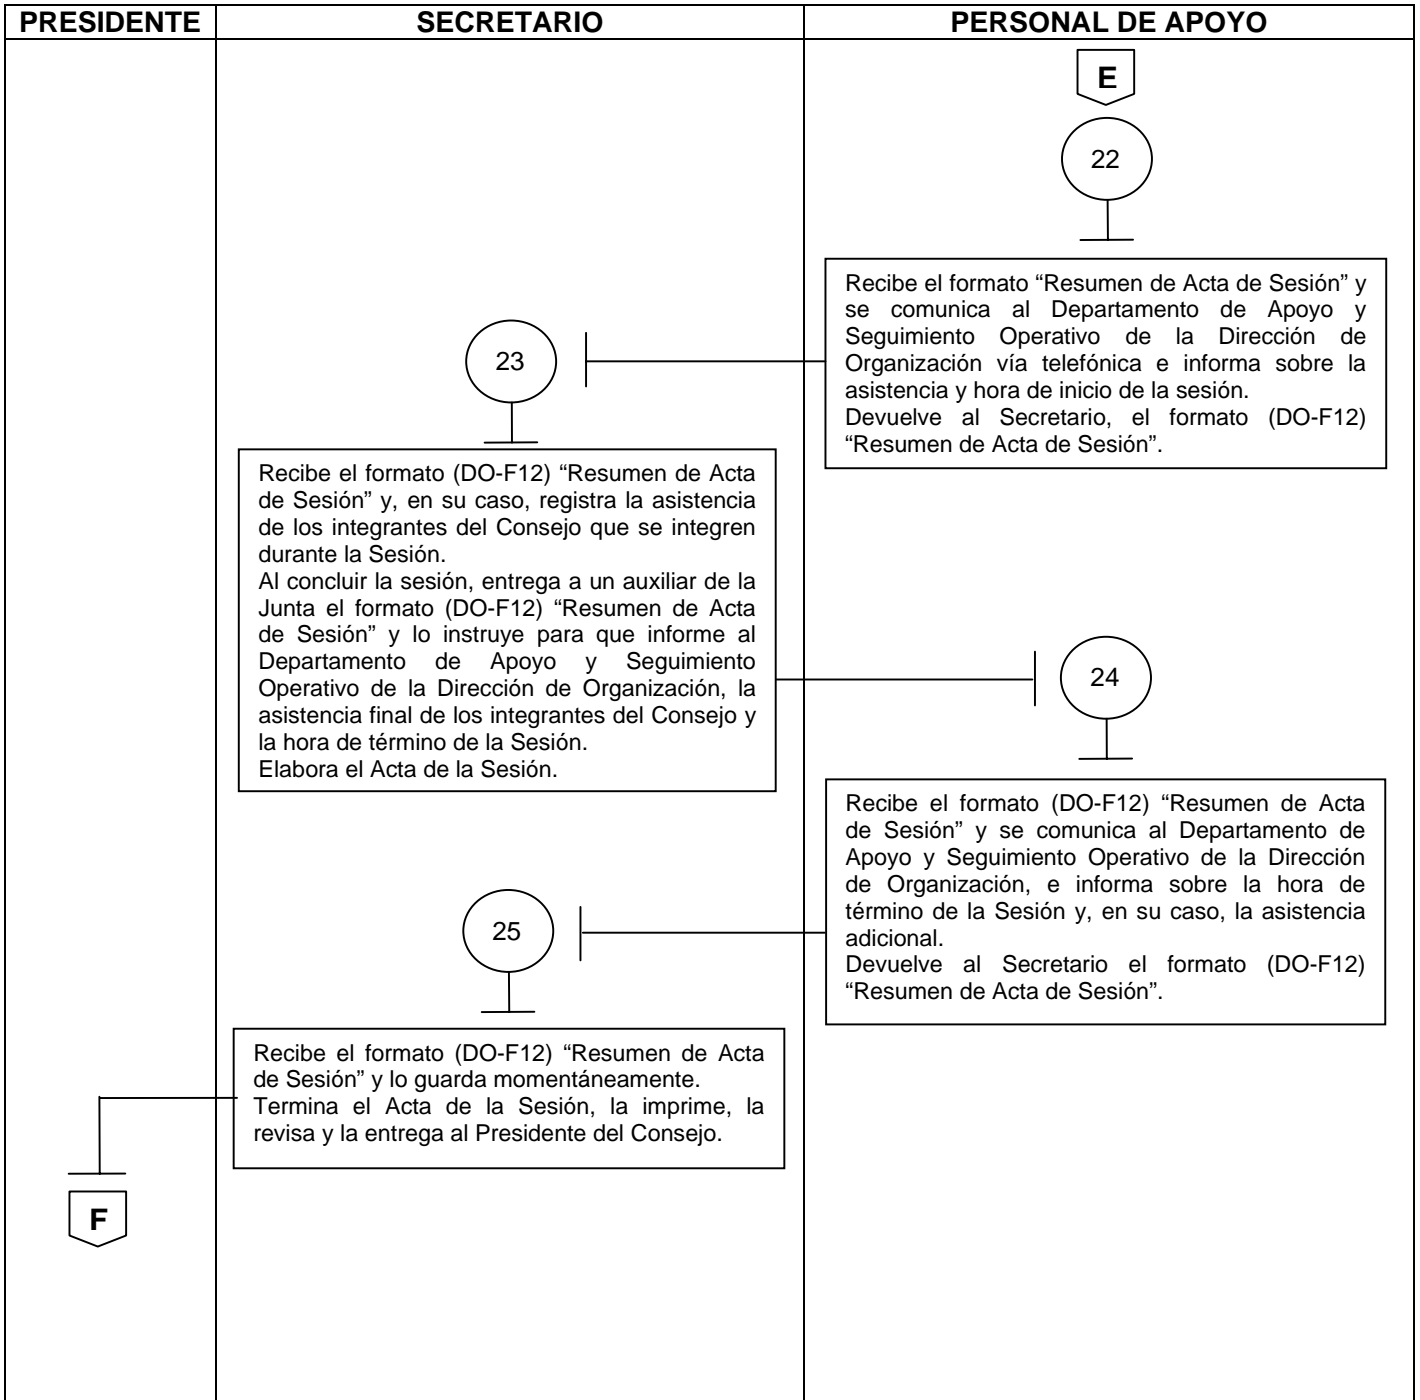 PRESIDENTE SECRETARIO PERSONAL DE APOYO
E
22
Recibe el formato “Resumen de Acta de Sesión” y
se comunica al Departamento de Apoyo y
Seguimiento Operativo de la Dirección de
Organización vía telefónica e informa sobre la
asistencia y hora de inicio de la sesión.
Devuelve al Secretario, el formato (DO-F12)
“Resumen de Acta de Sesión”.
23
Recibe el formato (DO-F12) “Resumen de Acta
de Sesión” y, en su caso, registra la asistencia
de los integrantes del Consejo que se integren
durante la Sesión.
Al concluir la sesión, entrega a un auxiliar de la
Junta el formato (DO-F12) “Resumen de Acta
de Sesión” y lo instruye para que informe al
Departamento de Apoyo y Seguimiento
Operativo de la Dirección de Organización, la
asistencia final de los integrantes del Consejo y
la hora de término de la Sesión.
Elabora el Acta de la Sesión.
24
Recibe el formato (DO-F12) “Resumen de Acta
de Sesión” y se comunica al Departamento de
Apoyo y Seguimiento Operativo de la Dirección
de Organización, e informa sobre la hora de
término de la Sesión y, en su caso, la asistencia
adicional.
Devuelve al Secretario el formato (DO-F12)
“Resumen de Acta de Sesión”.
25
Recibe el formato (DO-F12) “Resumen de Acta
de Sesión” y lo guarda momentáneamente.
Termina el Acta de la Sesión, la imprime, la
revisa y la entrega al Presidente del Consejo.
F